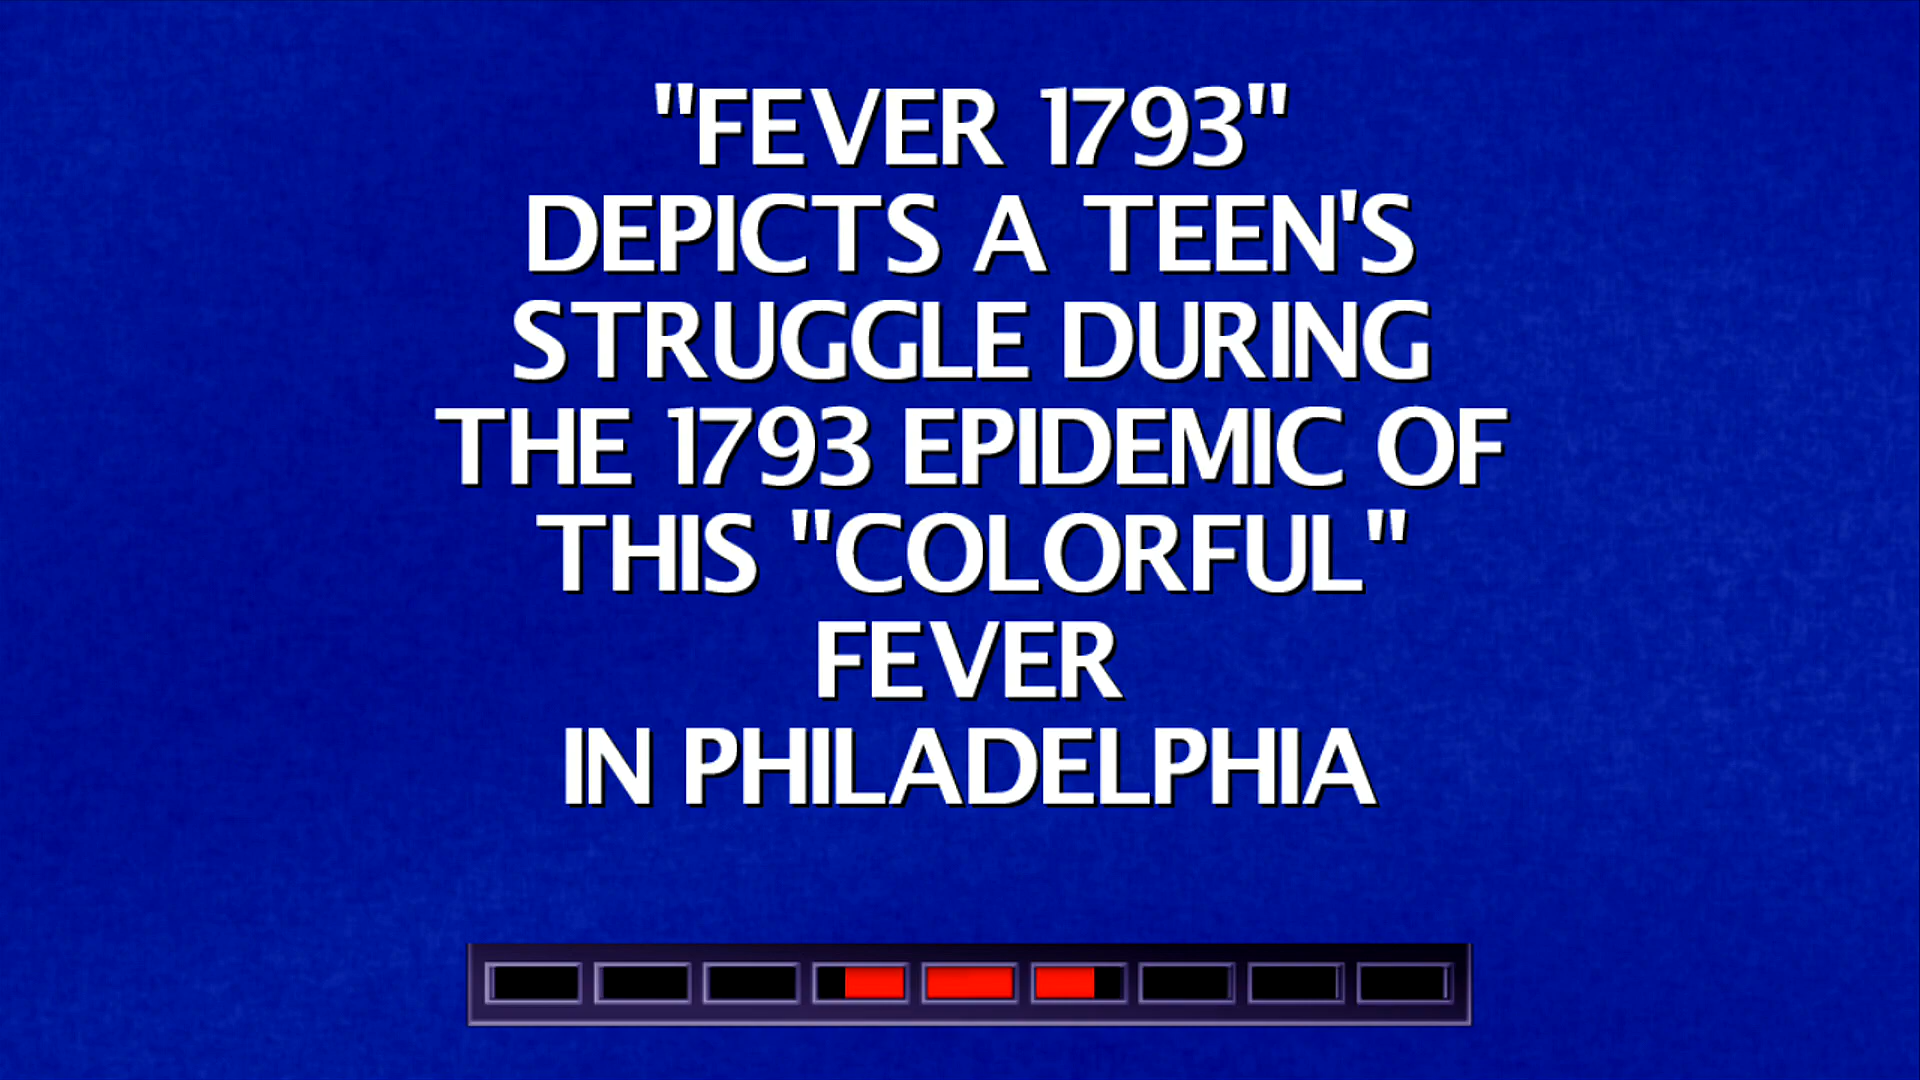 "FEVER 1793"
DEPICTS A TEEN'S
STRUGGLE DURING
THE 1793 EPIDEMIC OF
THIS "COLORFUL"
FEVER
IN PHILADELPHIA